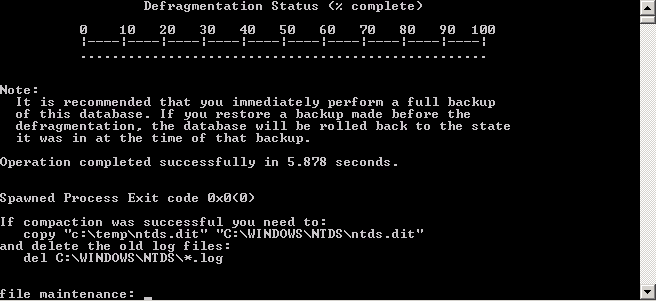 Defragmentation Status (% complete)
0 10 20 30 40 50 60 70 80 90 100
|----|----|----|----|----|----|----|----|----|----|
...................................................
Note:
It is recommended that you immediately perform a full backup
of this database. If you restore a backup made before the
defragmentation, the database will be rolled back to the state
it was in at the time of that backup.
Operation completed successfully in 5.878 seconds.
Spawned Process Exit code 0x0(0)
If compaction was successful you need to:
copy "c:\temp\ntds.dit" "C:\WINDOWS\NTDS\ntds.dit"
and delete the old log files:
del C:\WINDOWS\NTDS\*.log
file maintenance: _